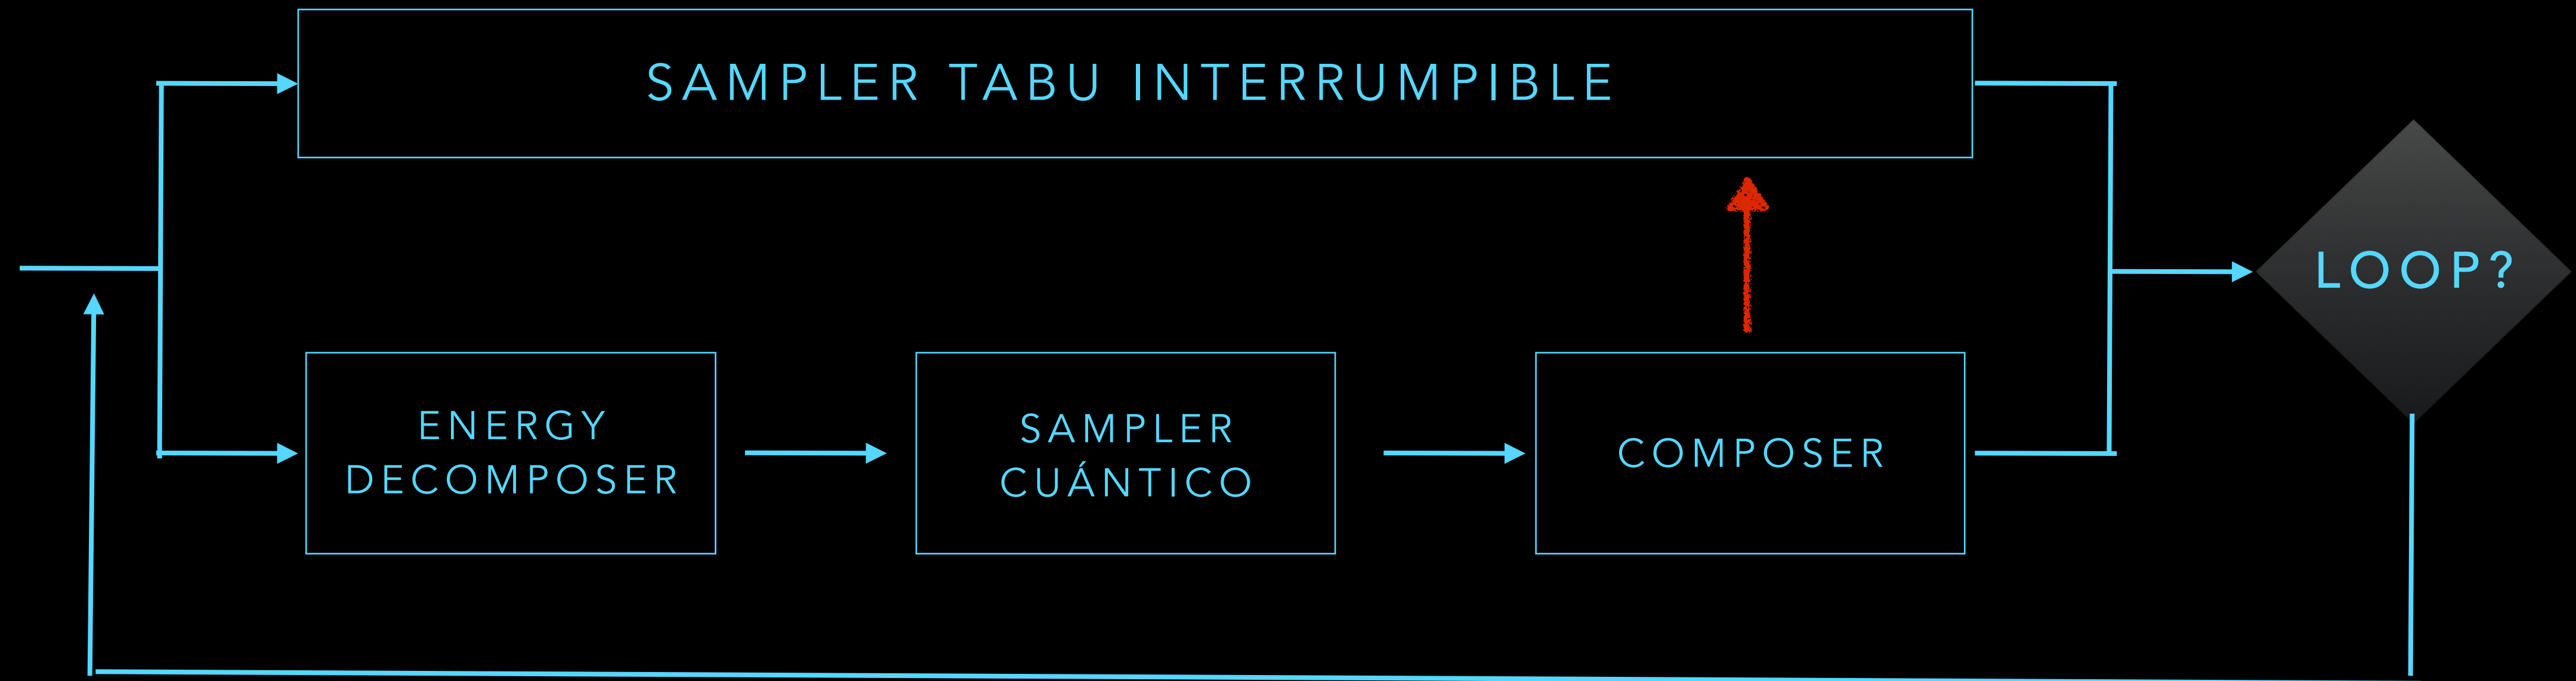 SAMPLER TABU INTERRUMPIBLE
LOOP?
ENERGY
DECOMPOSER
SAMPLER
CUÁNTICO
COMPOSER